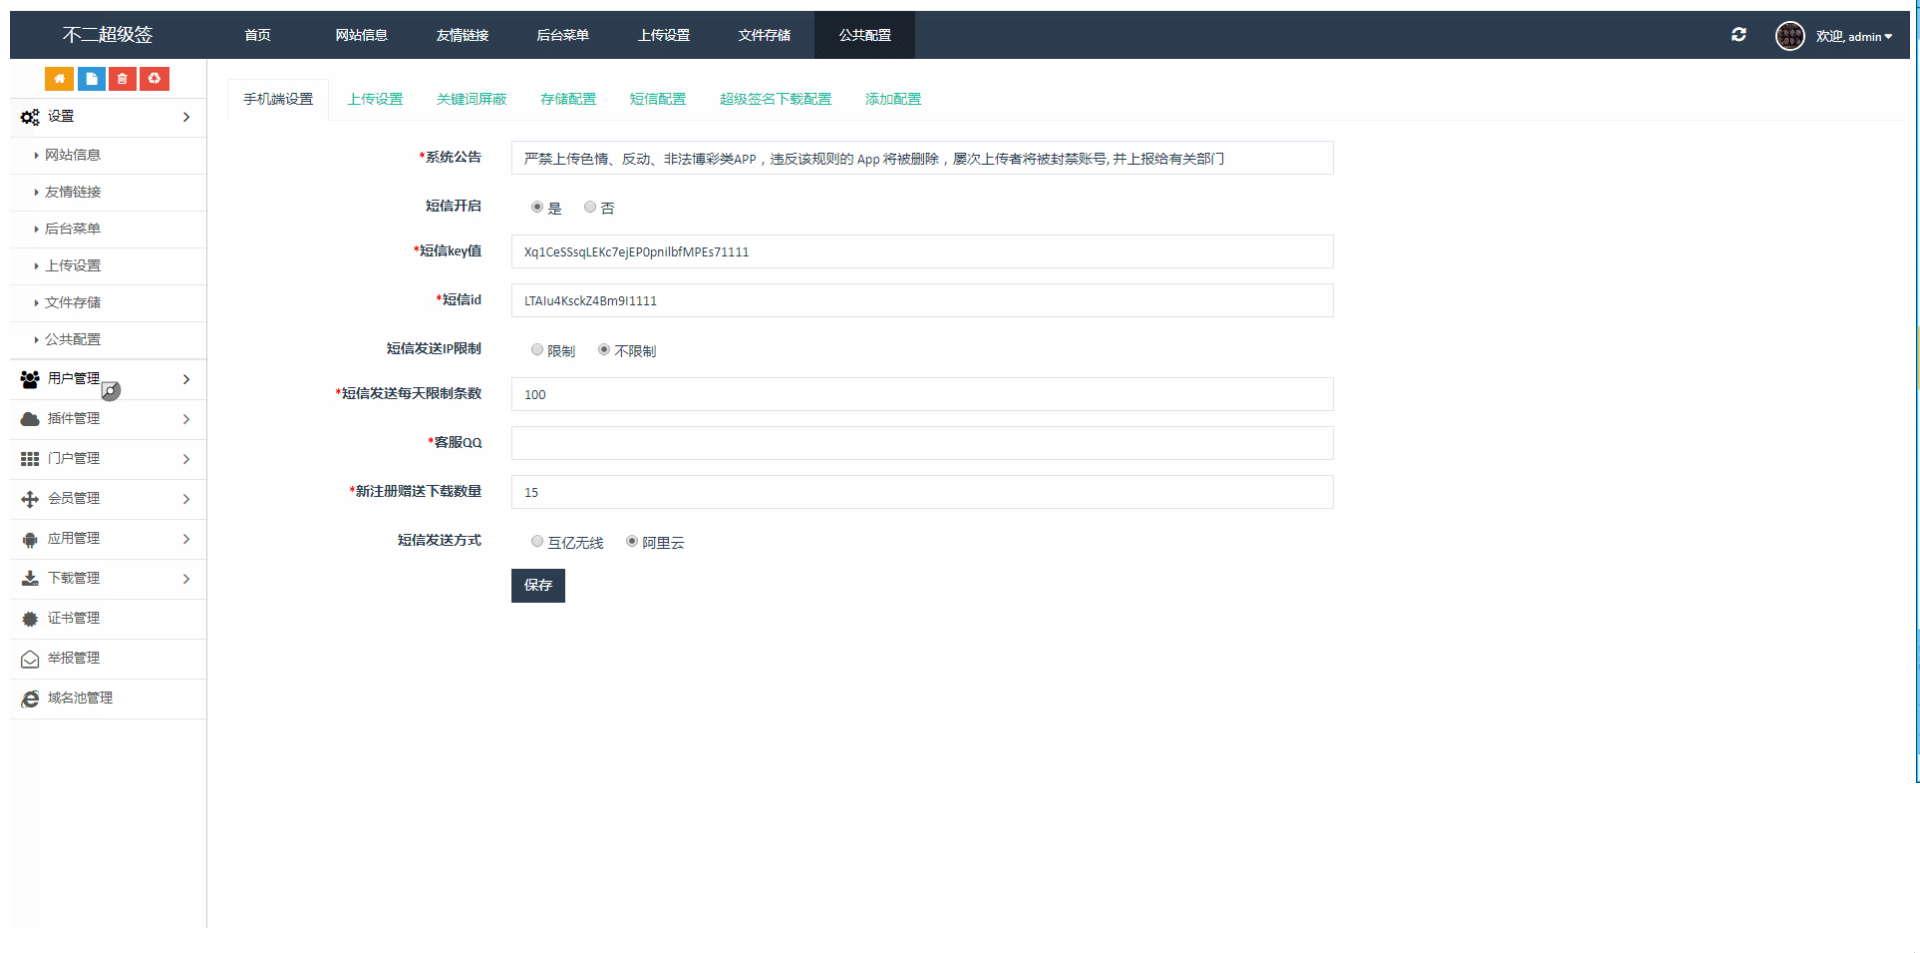 不二超级签
首页
网站信息
友情链接
后台菜单
上传设置
文件存储
公共配置
欢迎, admin
设置
网站信息
友情链接
后台菜单
上传设置
文件存储
公共配置
用户管理
插件管理
门户管理
会员管理
应用管理
下载管理
证书管理
举报管理
域名池管理
手机端设置
上传设置
关键词屏蔽
存储配置
短信配置
超级签名下载配置
添加配置
*系统公告
严禁上传色情、反动、非法博彩类APP，违反该规则的 App 将被删除，屡次上传者将被封禁账号, 并上报给有关部门
短信开启
是 否
*短信key值
Xq1CeSSsqLEKc7ejEP0pnilbfMPEs71111
*短信id
LTAIu4KsckZ4Bm9I1111
短信发送IP限制
限制 不限制
*短信发送每天限制条数
100
*客服QQ
*新注册赠送下载数量
15
短信发送方式
互亿无线 阿里云
保存